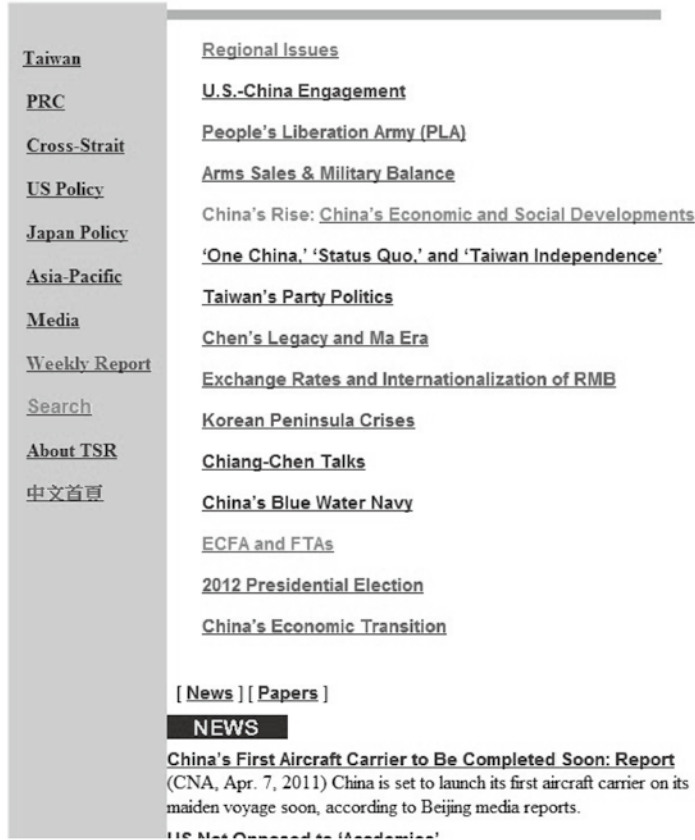 Taiwan
PRC
Cross-Strait
US Policy
Japan Policy
Asia-Pacific
Media
Weekly Report
Search
About TSR
中文首頁
Regional Issues
U.S.-China Engagement
People's Liberation Army (PLA)
Arms Sales & Military Balance
China's Rise: China's Economic and Social Developments
‘One China,’ ‘Status Quo,’ and ‘Taiwan Independence’
Taiwan's Party Politics
Chen's Legacy and Ma Era
Exchange Rates and Internationalization of RMB
Korean Peninsula Crises
Chiang-Chen Talks
China's Blue Water Navy
ECFA and FTAs
2012 Presidential Election
China's Economic Transition
[ News ] [ Papers ]
NEWS
China's First Aircraft Carrier to Be Completed Soon: Report
(CNA, Apr. 7, 2011) China is set to launch its first aircraft carrier on its
maiden voyage soon, according to Beijing media reports.
US Not Opposed to ‘Academics’